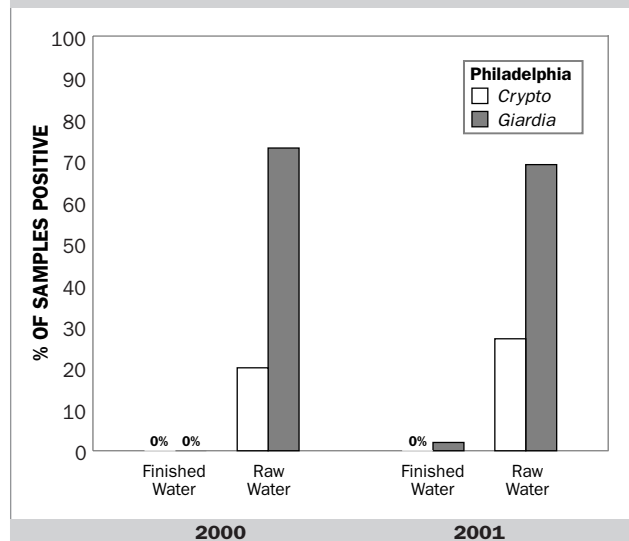 % OF SAMPLES POSITIVE
100
90
80
70
60
50
40
30
20
10
0
Philadelphia
Crypto
Giardia
0% 0%
0%
Finished Water
Raw Water
Finished Water
Raw Water
2000 2001